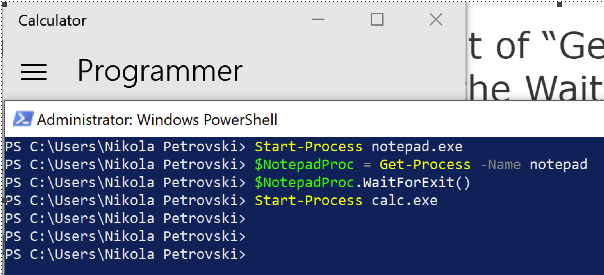 Calculator
t of “Ge
Programmer
he Wait
Administrator: Windows PowerShell
PS C:\Users\Nikola Petrovski> Start-Process notepad.exe
PS C:\Users\Nikola Petrovski> $NotepadProc = Get-Process -Name notepad
PS C:\Users\Nikola Petrovski> $NotepadProc.WaitForExit()
PS C:\Users\Nikola Petrovski> Start-Process calc.exe
PS C:\Users\Nikola Petrovski>
PS C:\Users\Nikola Petrovski>
PS C:\Users\Nikola Petrovski>